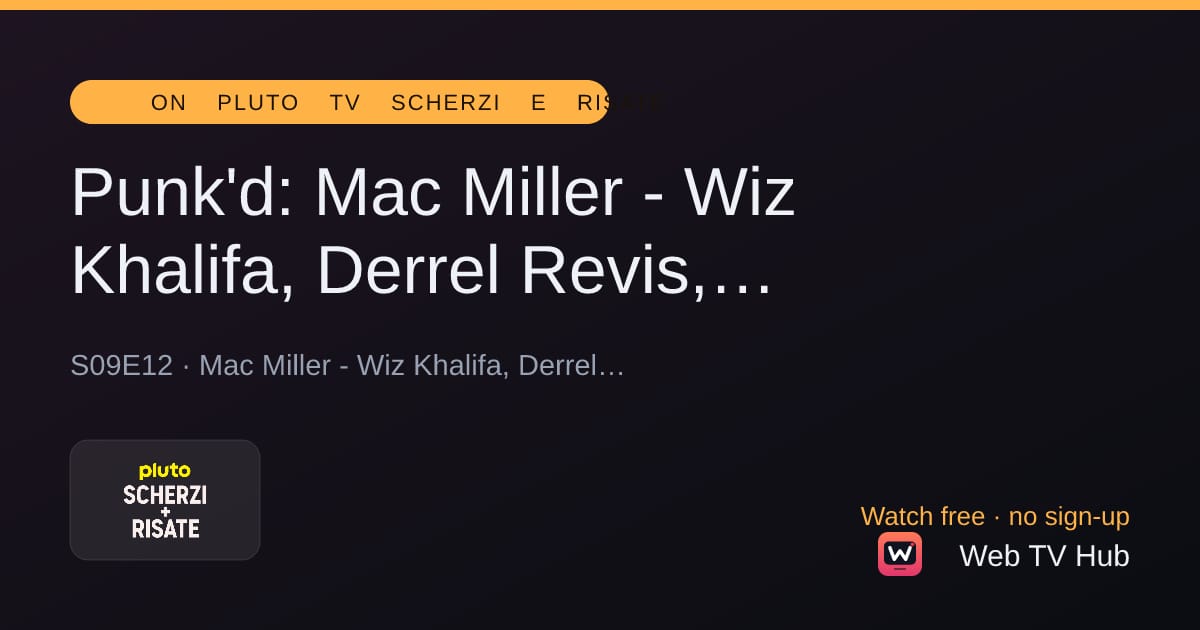 ON PLUTO TV SCHERZI E RISATE
Punk'd: Mac Miller - Wiz
Khalifa, Derrel Revis,…
S09E12 · Mac Miller - Wiz Khalifa, Derrel…
pluto
SCHERZI
+
RISATE
Watch free · no sign-up
W
Web TV Hub